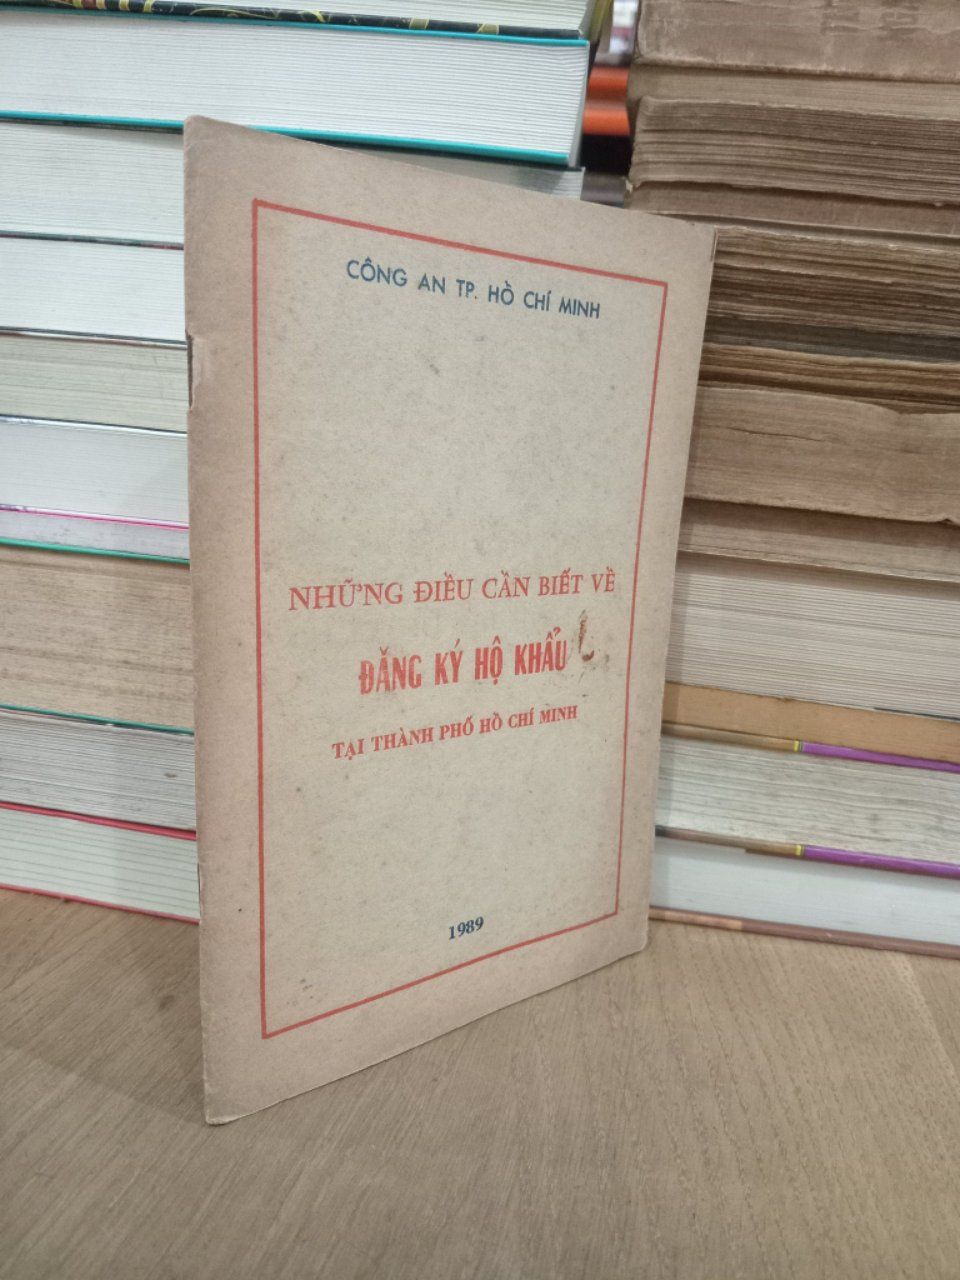 CÔNG AN TP. HỒ CHÍ MINH
NHỮNG ĐIỀU CẦN BIẾT VỀ
ĐĂNG KÝ HỘ KHẨU
TẠI THÀNH PHỐ HỒ CHÍ MINH
1989